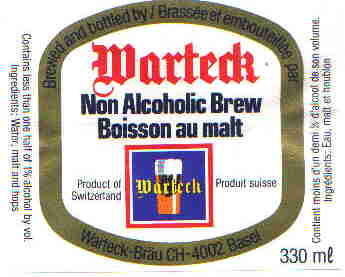 Brewed and bottled by / Brassée et embouteillée par
Warteck
Non Alcoholic Brew
Boisson au malt
Product of
Switzerland
Warteck
Produit suisse
Warteck-Bräu CH-4002 Basel
Contains less than one half of 1% alcohol by vol.
Ingredients: Water, malt and hops
Contient moins d'un demi % d'alcool de son volume.
Ingrédients: Eau, malt et houblon
330 ml